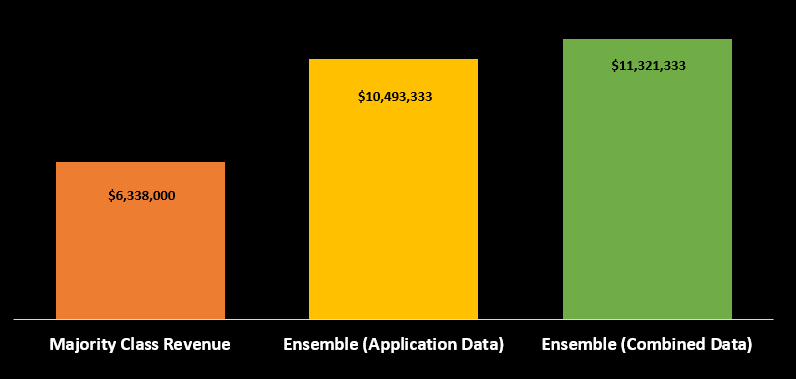 $11,321,333
$10,493,333
$6,338,000
Majority Class Revenue
Ensemble (Application Data)
Ensemble (Combined Data)